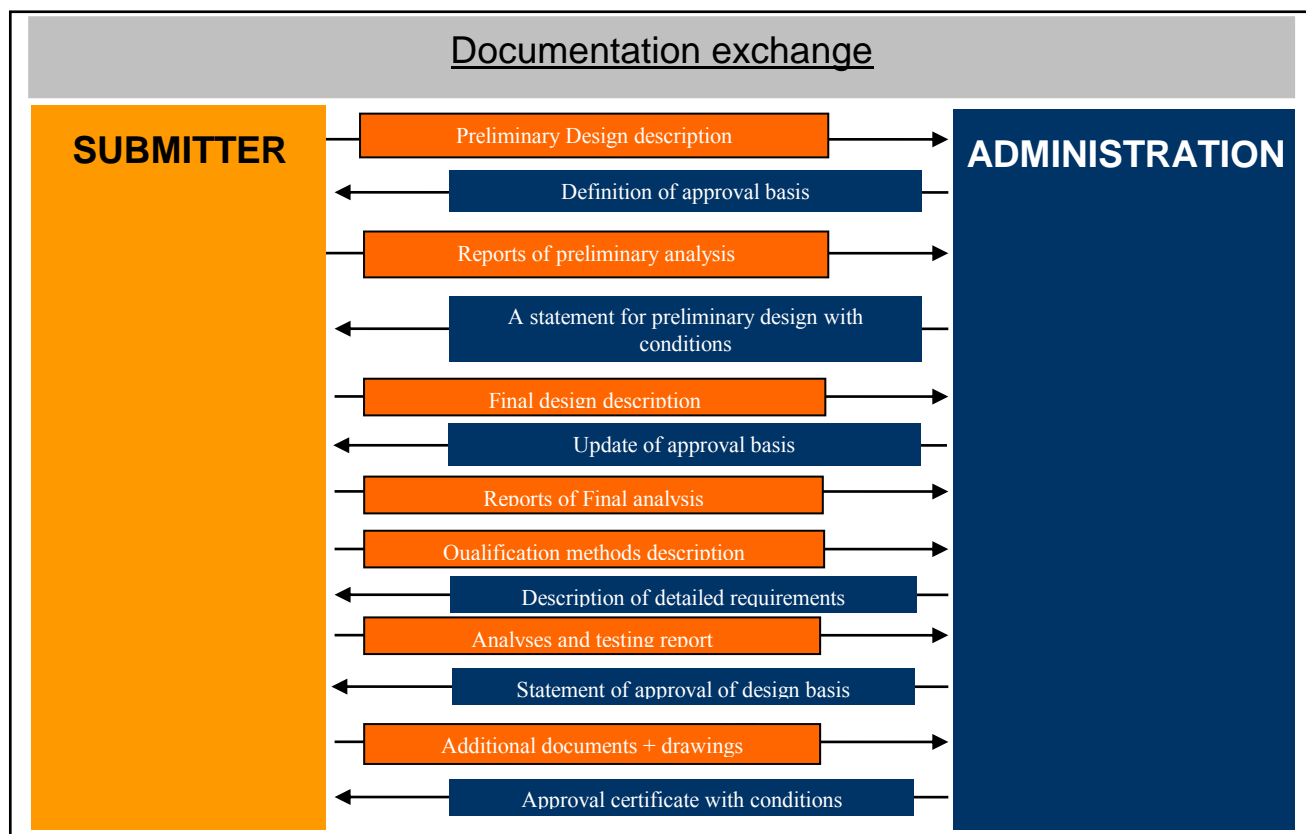 Documentation exchange
SUBMITTER
ADMINISTRATION
Preliminary Design description
Definition of approval basis
Reports of preliminary analysis
A statement for preliminary design with
conditions
Final design description
Update of approval basis
Reports of Final analysis
Qualification methods description
Description of detailed requirements
Analyses and testing report
Statement of approval of design basis
Additional documents + drawings
Approval certificate with conditions